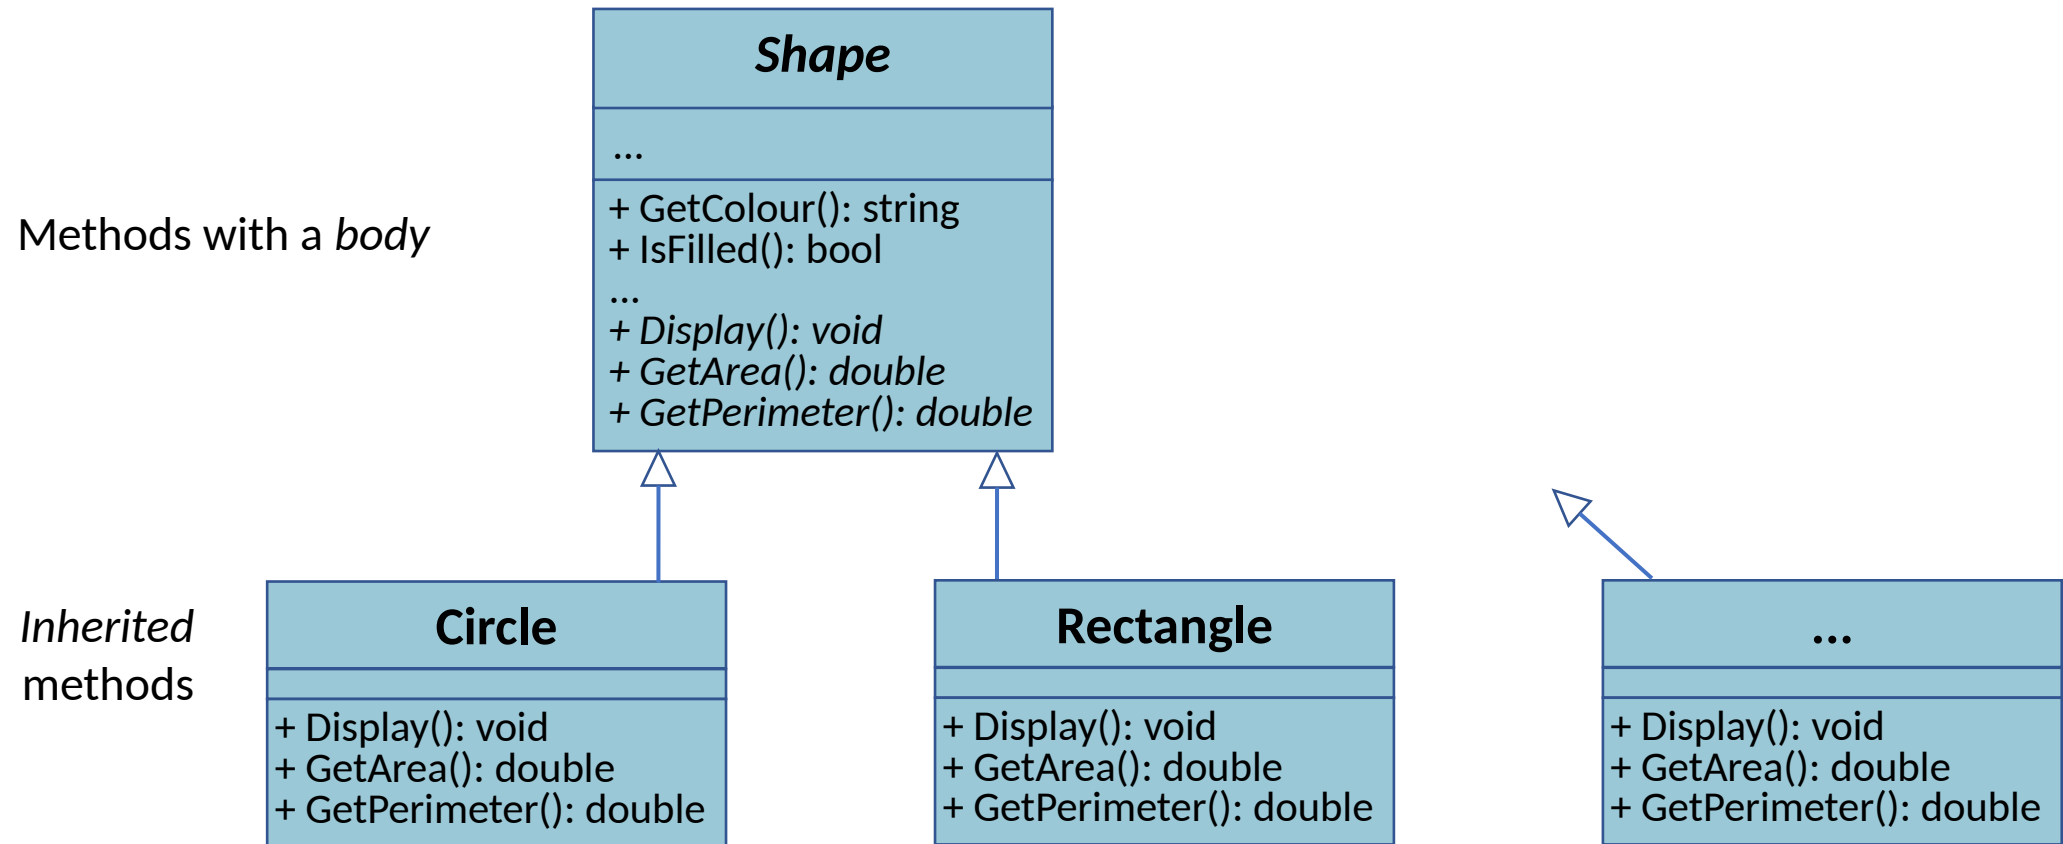 Shape
...
Methods with a body
+ GetColour(): string
+ IsFilled(): bool
...
+ Display(): void
+ GetArea(): double
+ GetPerimeter(): double
Inherited
methods
Circle
+ Display(): void
+ GetArea(): double
+ GetPerimeter(): double
Rectangle
+ Display(): void
+ GetArea(): double
+ GetPerimeter(): double
...
+ Display(): void
+ GetArea(): double
+ GetPerimeter(): double